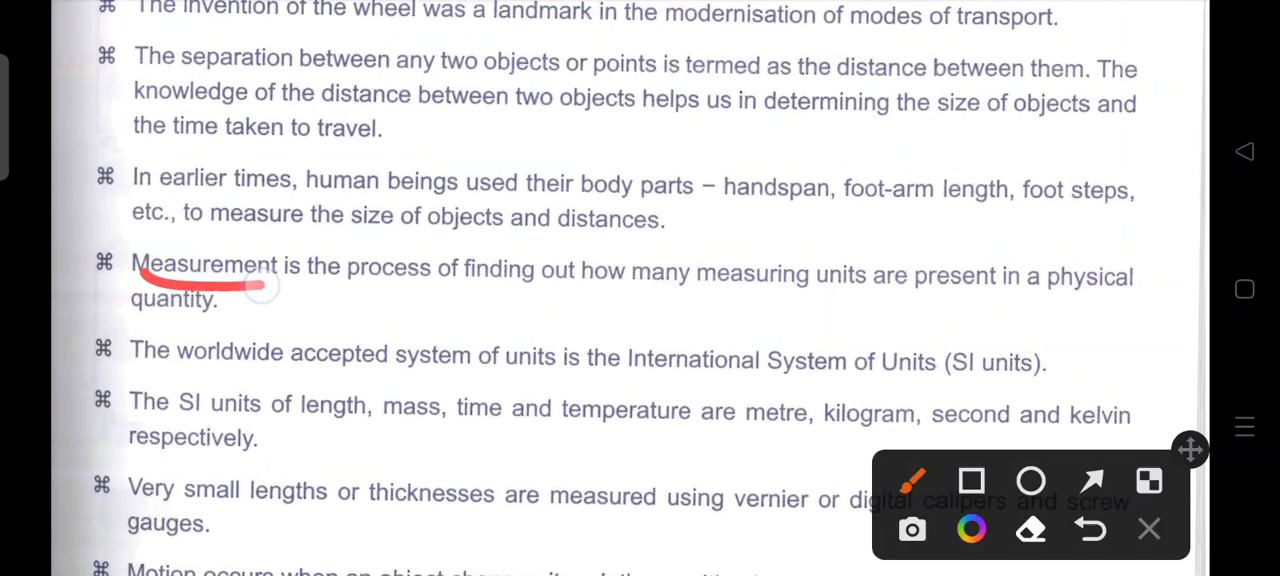 ⌘ The invention of the wheel was a landmark in the modernisation of modes of transport.
⌘ The separation between any two objects or points is termed as the distance between them. The
knowledge of the distance between two objects helps us in determining the size of objects and
the time taken to travel.
⌘ In earlier times, human beings used their body parts – handspan, foot-arm length, foot steps,
etc., to measure the size of objects and distances.
⌘ Measurement is the process of finding out how many measuring units are present in a physical
quantity.
⌘ The worldwide accepted system of units is the International System of Units (SI units).
⌘ The SI units of length, mass, time and temperature are metre, kilogram, second and kelvin
respectively.
⌘ Very small lengths or thicknesses are measured using vernier or digital calipers and screw
gauges.
⌘ Motion occurs when an object